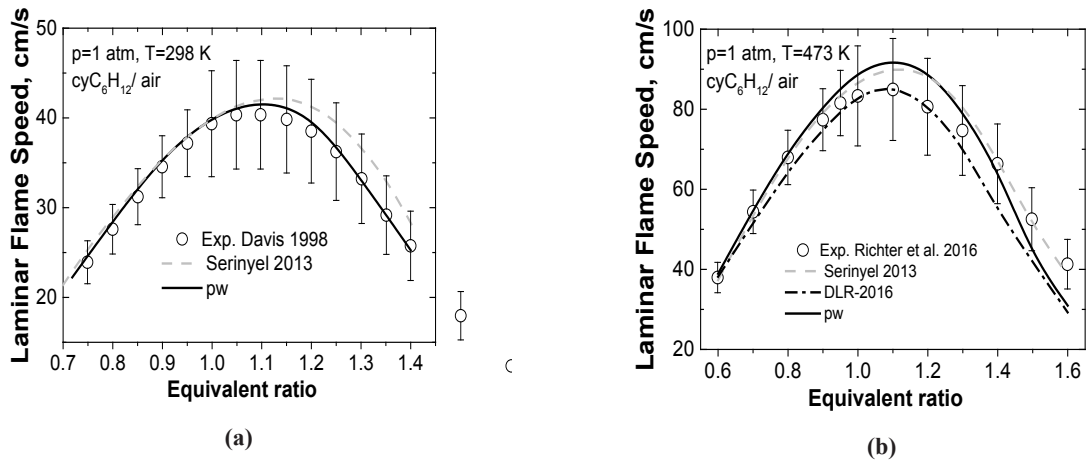 50
40
30
20
Laminar Flame Speed, cm/s
p=1 atm, T=298 K
cyC₆H₁₂/ air
Exp. Davis 1998
Serinyel 2013
pw
0.7 0.8 0.9 1.0 1.1 1.2 1.3 1.4
Equivalent ratio
(a)
100
80
60
40
20
Laminar Flame Speed, cm/s
p=1 atm, T=473 K
cyC₆H₁₂/ air
Exp. Richter et al. 2016
Serinyel 2013
DLR-2016
pw
0.6 0.8 1.0 1.2 1.4 1.6
Equivalent ratio
(b)